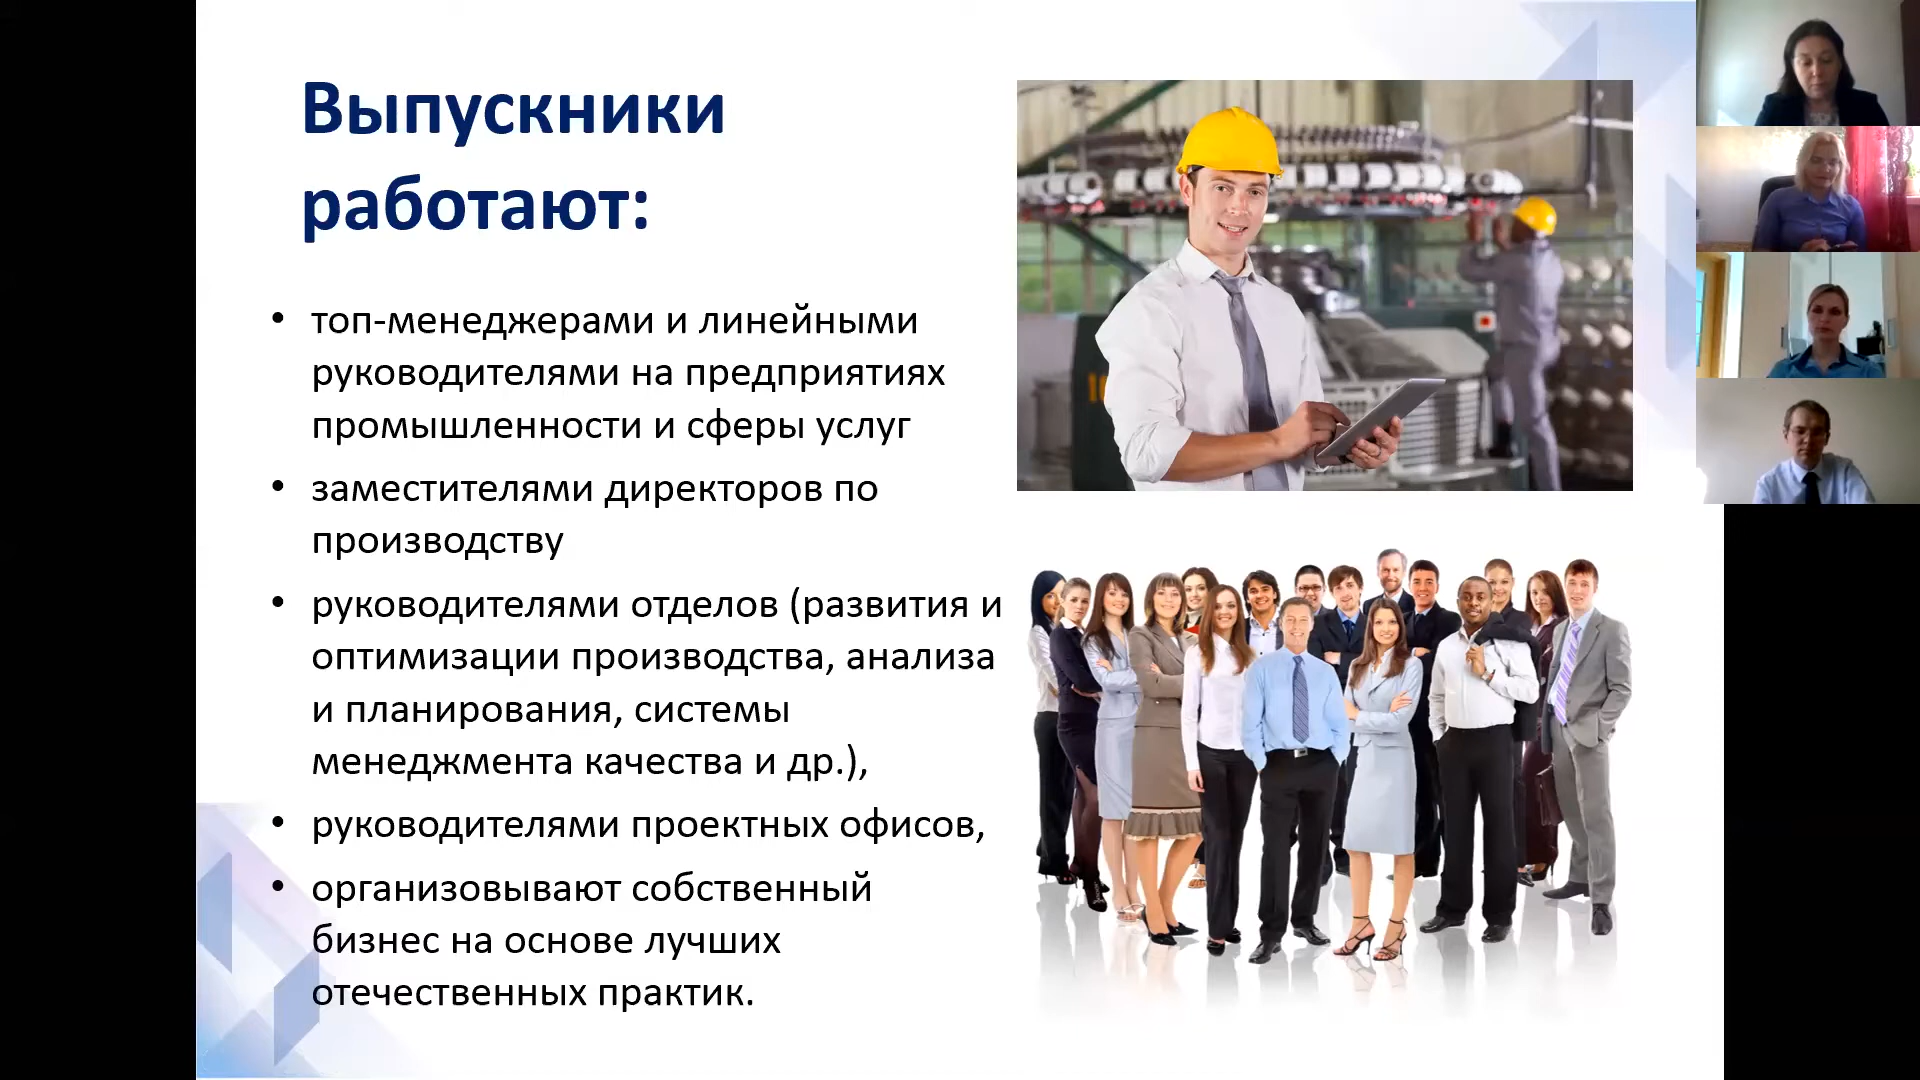 Выпускники
работают:
• топ-менеджерами и линейными
руководителями на предприятиях
промышленности и сферы услуг
• заместителями директоров по
производству
• руководителями отделов (развития и
оптимизации производства, анализа
и планирования, системы
менеджмента качества и др.),
• руководителями проектных офисов,
• организовывают собственный
бизнес на основе лучших
отечественных практик.